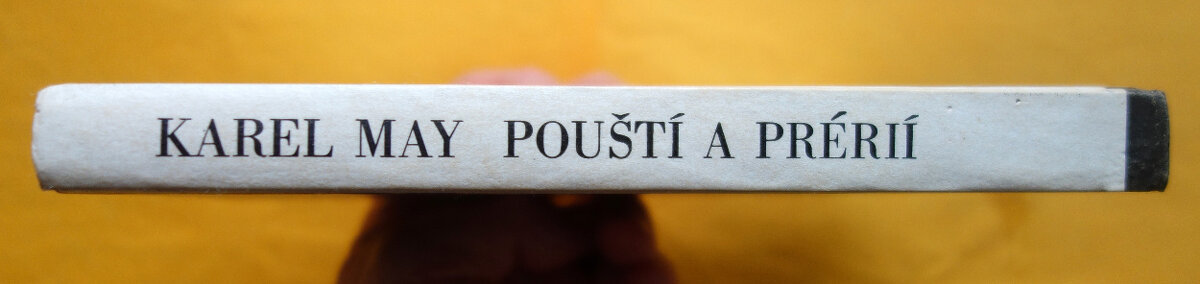 KAREL MAY POUŠTÍ A PRÉRIÍ